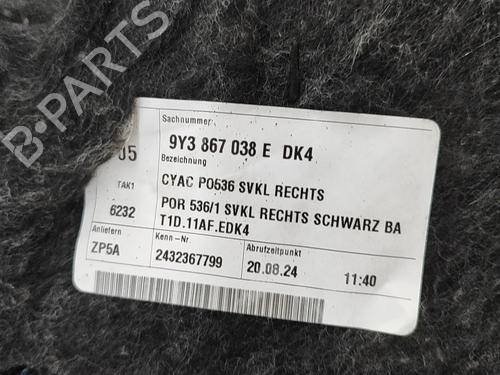 B-PARTS
Sachnummer
9Y3 867 038 E DK4
05
Bezeichnung
CYAC PO536 SVKL RECHTS
TAK1
POR 536/1 SVKL RECHTS SCHWARZ BA
6232
T1D.11AF.EDK4
Anliefern
Kenn-Nr.
Abrufzeitpunkt
ZP5A
2432367799
20.08.24
11:40